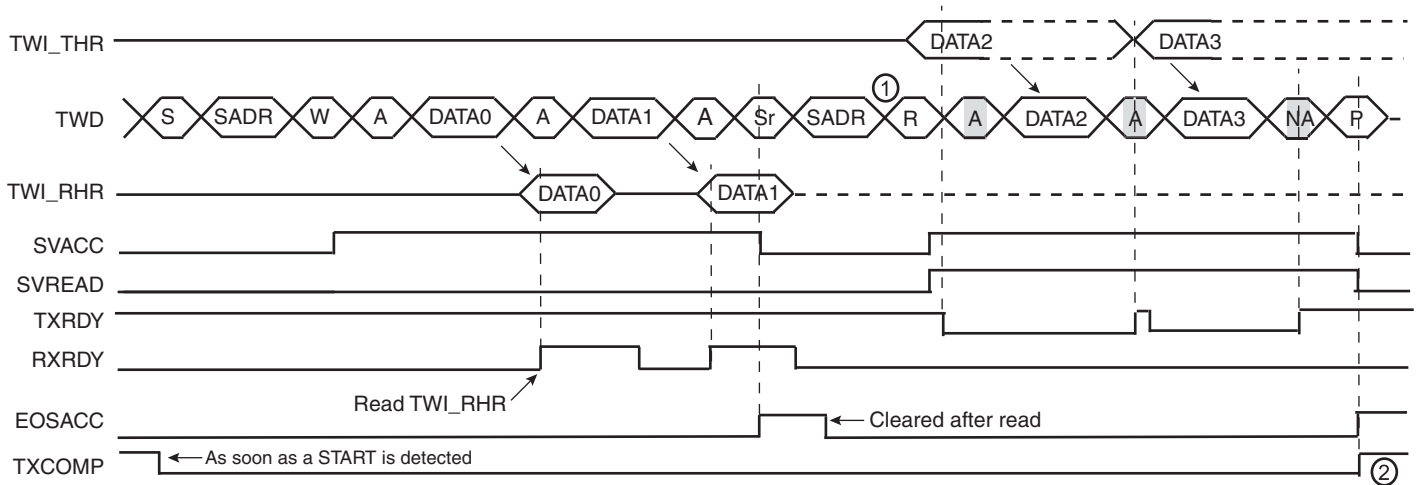 TWI_THR DATA2 DATA3
①
TWD S SADR W A DATA0 A DATA1 A Sr SADR R A DATA2 A DATA3 NA P
TWI_RHR DATA0 DATA1
SVACC
SVREAD
TXRDY
RXRDY
Read TWI_RHR
EOSACC Cleared after read
TXCOMP As soon as a START is detected ②